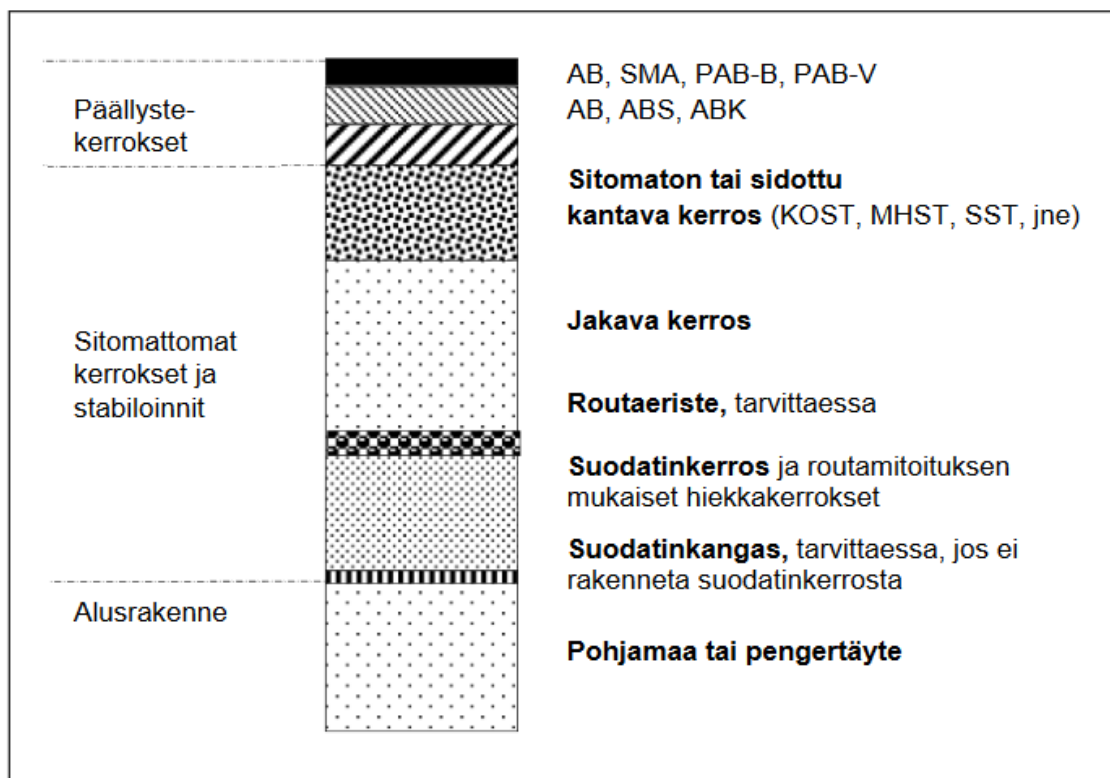 Päällyste-
kerrokset
Sitomattomat
kerrokset ja
stabiloinnit
Alusrakenne
AB, SMA, PAB-B, PAB-V
AB, ABS, ABK
Sitomaton tai sidottu
kantava kerros (KOST, MHST, SST, jne)
Jakava kerros
Routaeriste, tarvittaessa
Suodatinkerros ja routamitoituksen
mukaiset hiekkakerrokset
Suodatinkangas, tarvittaessa, jos ei
rakenneta suodatinkerrosta
Pohjamaa tai pengertäyte